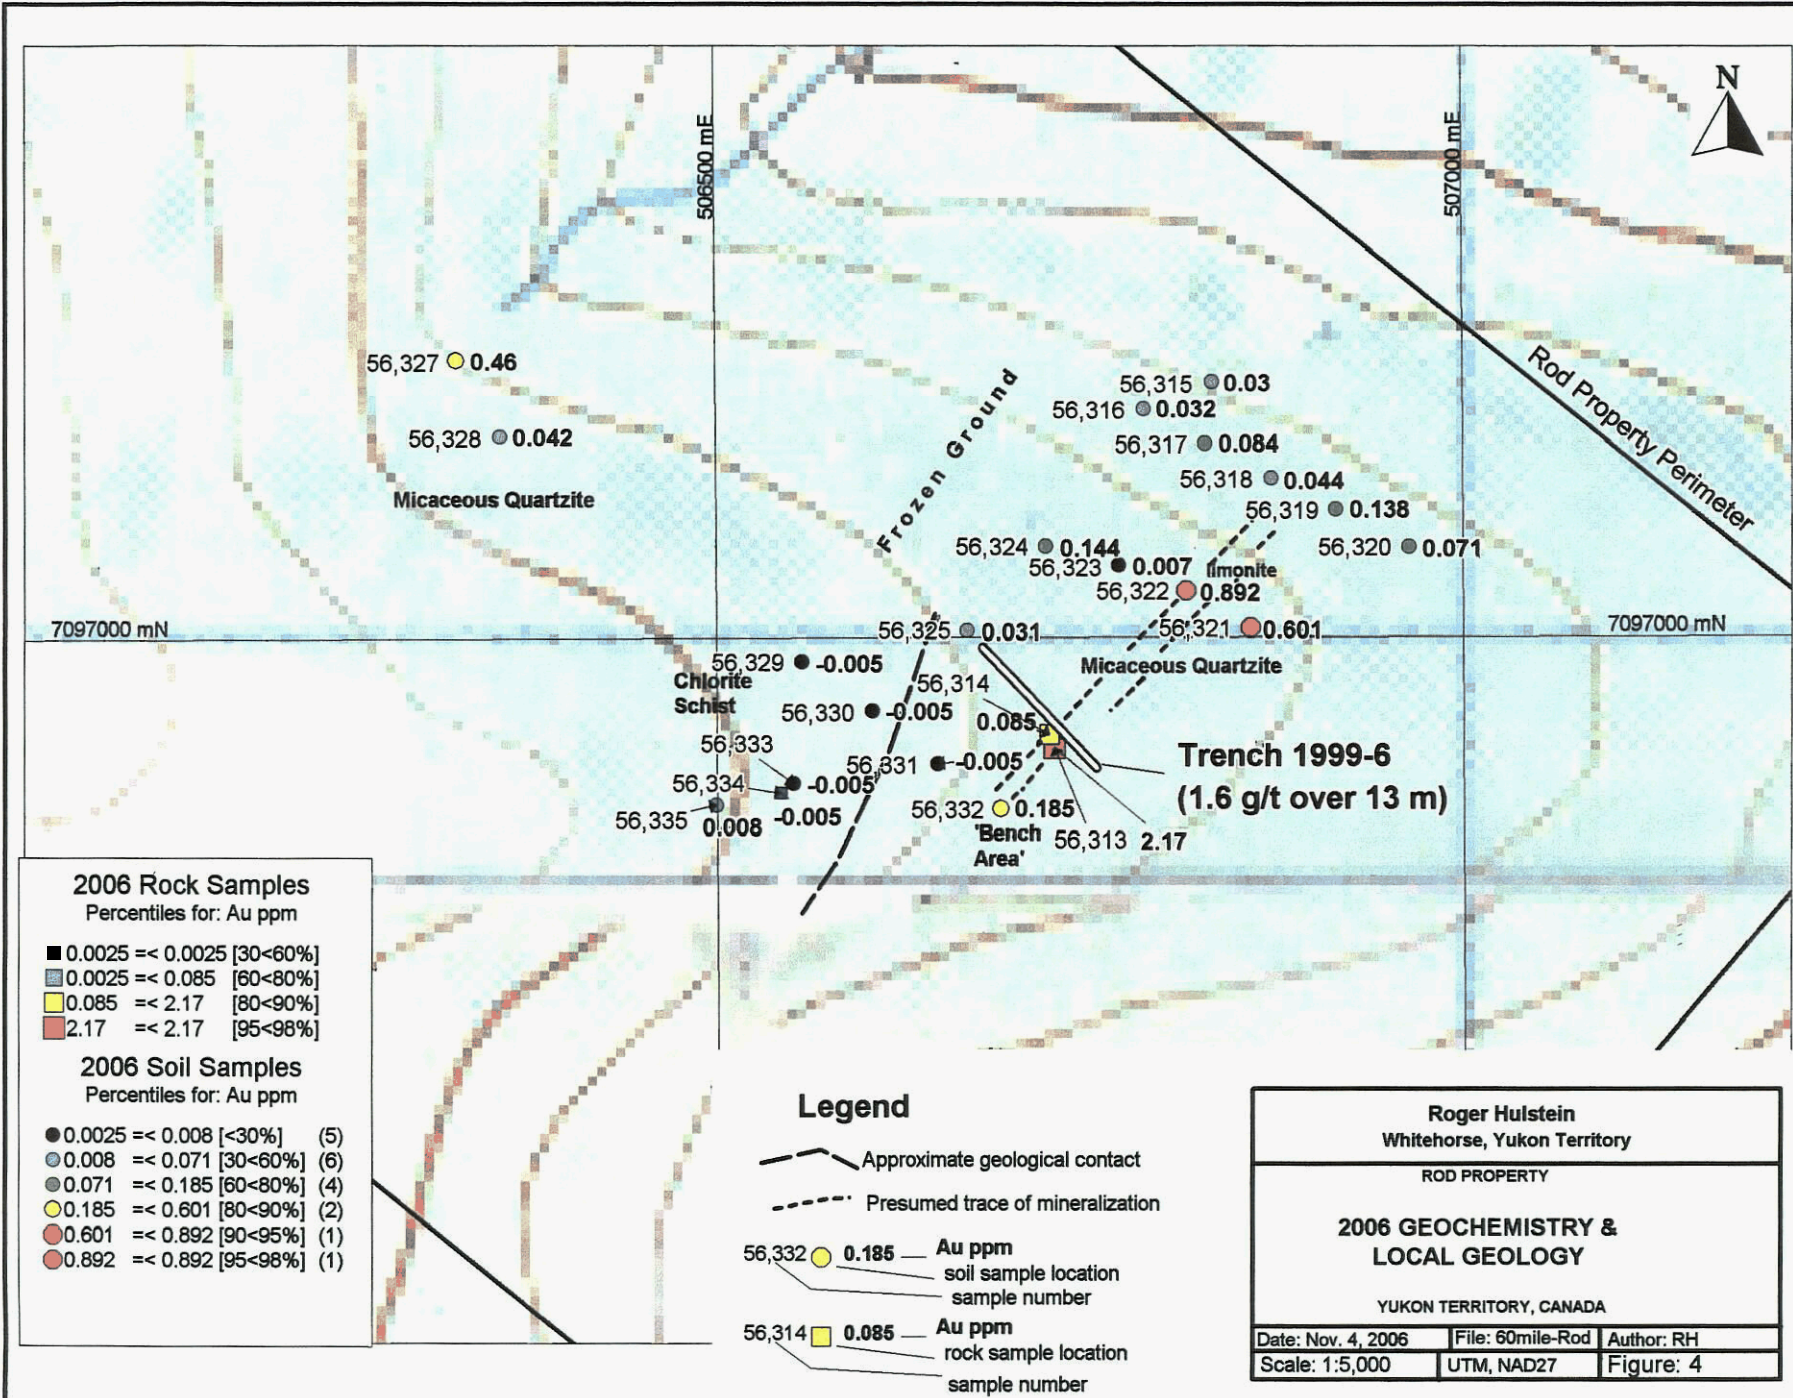 N
506500 mE
507000 mE
56,327 0.46
56,328 0.042
Micaceous Quartzite
Frozen Ground
56,315 0.03
56,316 0.032
56,317 0.084
56,318 0.044
56,319 0.138
56,320 0.071
56,324 0.144
56,323 0.007
limonite
56,322 0.892
56,321 0.601
Rod Property Perimeter
7097000 mN
7097000 mN
56,325 0.031
Micaceous Quartzite
56,329 -0.005
Chlorite
Schist
56,314
0.085
56,330 -0.005
56,333
-0.005
56,331 -0.005
56,334
-0.005
56,335 0.008
56,332 0.185
'Bench
Area'
56,313 2.17
Trench 1999-6
(1.6 g/t over 13 m)
2006 Rock Samples
Percentiles for: Au ppm
0.0025 =< 0.0025 [30<60%]
0.0025 =< 0.085 [60<80%]
0.085 =< 2.17 [80<90%]
2.17 =< 2.17 [95<98%]
2006 Soil Samples
Percentiles for: Au ppm
0.0025 =< 0.008 [<30%] (5)
0.008 =< 0.071 [30<60%] (6)
0.071 =< 0.185 [60<80%] (4)
0.185 =< 0.601 [80<90%] (2)
0.601 =< 0.892 [90<95%] (1)
0.892 =< 0.892 [95<98%] (1)
Legend
Approximate geological contact
Presumed trace of mineralization
56,332 0.185 Au ppm
soil sample location
sample number
56,314 0.085 Au ppm
rock sample location
sample number
Roger Hulstein
Whitehorse, Yukon Territory
ROD PROPERTY
2006 GEOCHEMISTRY &
LOCAL GEOLOGY
YUKON TERRITORY, CANADA
Date: Nov. 4, 2006 File: 60mile-Rod Author: RH
Scale: 1:5,000 UTM, NAD27 Figure: 4